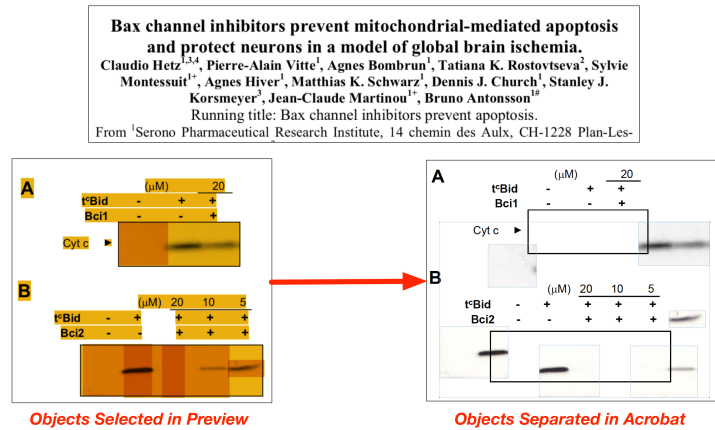 Bax channel inhibitors prevent mitochondrial-mediated apoptosis
and protect neurons in a model of global brain ischemia.
Claudio Hetz1,3,4, Pierre-Alain Vitte1, Agnes Bombrun1, Tatiana K. Rostovtseva2, Sylvie
Montessuit1+, Agnes Hiver1, Matthias K. Schwarz1, Dennis J. Church1, Stanley J.
Korsmeyer3, Jean-Claude Martinou1+, Bruno Antonsson1#
Running title: Bax channel inhibitors prevent apoptosis.
From 1Serono Pharmaceutical Research Institute, 14 chemin des Aulx, CH-1228 Plan-Les-
A
(μM) 20
tcBid - + +
Bci1 - - +
Cyt c ►
B
(μM) 20 10 5
tcBid - + + + +
Bci2 - - + + +
Objects Selected in Preview
A
(μM) 20
tcBid - + +
Bci1 - - +
Cyt c ►
B
(μM) 20 10 5
tcBid - + + + +
Bci2 - - + + +
Objects Separated in Acrobat